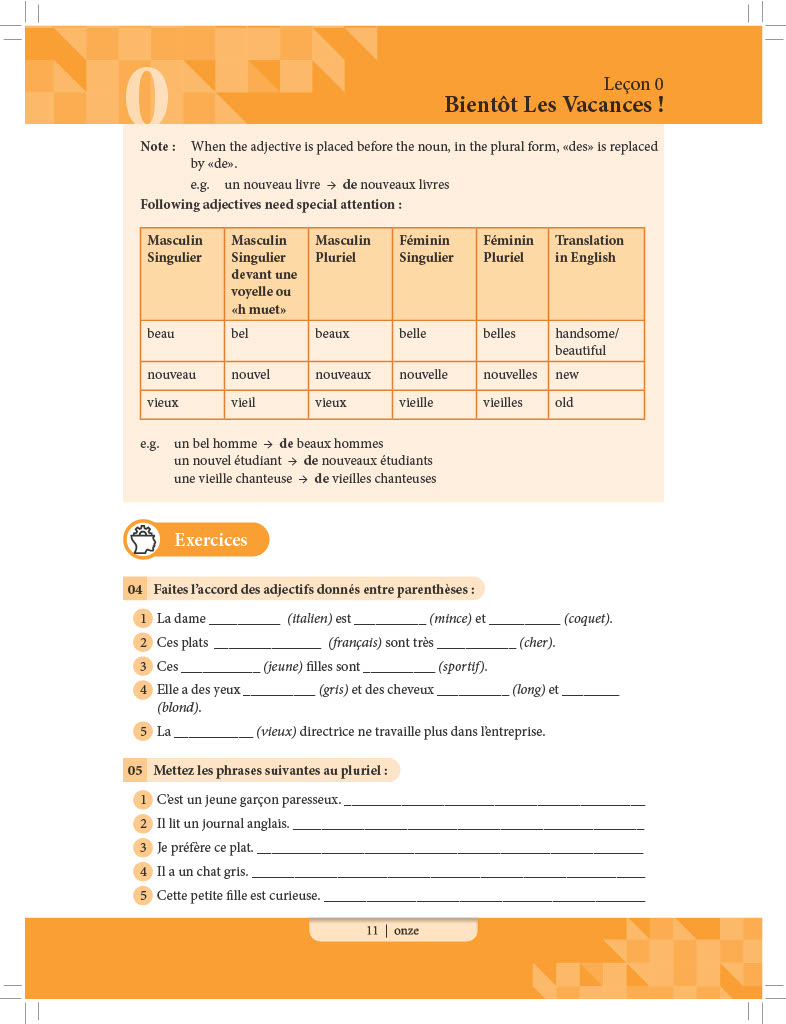 0
Leçon 0
Bientôt Les Vacances !
Note : When the adjective is placed before the noun, in the plural form, «des» is replaced
by «de».
e.g. un nouveau livre → de nouveaux livres
Following adjectives need special attention :
Masculin Singulier | Masculin Singulier devant une voyelle ou «h muet» | Masculin Pluriel | Féminin Singulier | Féminin Pluriel | Translation in English
beau | bel | beaux | belle | belles | handsome/ beautiful
nouveau | nouvel | nouveaux | nouvelle | nouvelles | new
vieux | vieil | vieux | vieille | vieilles | old
e.g. un bel homme → de beaux hommes
un nouvel étudiant → de nouveaux étudiants
une vieille chanteuse → de vieilles chanteuses
Exercices
04 Faites l'accord des adjectifs donnés entre parenthèses :
1 La dame __________ (italien) est __________ (mince) et __________ (coquet).
2 Ces plats _______________ (français) sont très ___________ (cher).
3 Ces ___________ (jeune) filles sont __________ (sportif).
4 Elle a des yeux __________ (gris) et des cheveux __________ (long) et ________
(blond).
5 La ___________ (vieux) directrice ne travaille plus dans l'entreprise.
05 Mettez les phrases suivantes au pluriel :
1 C'est un jeune garçon paresseux. __________
2 Il lit un journal anglais. __________
3 Je préfère ce plat. __________
4 Il a un chat gris. __________
5 Cette petite fille est curieuse. __________
11 | onze